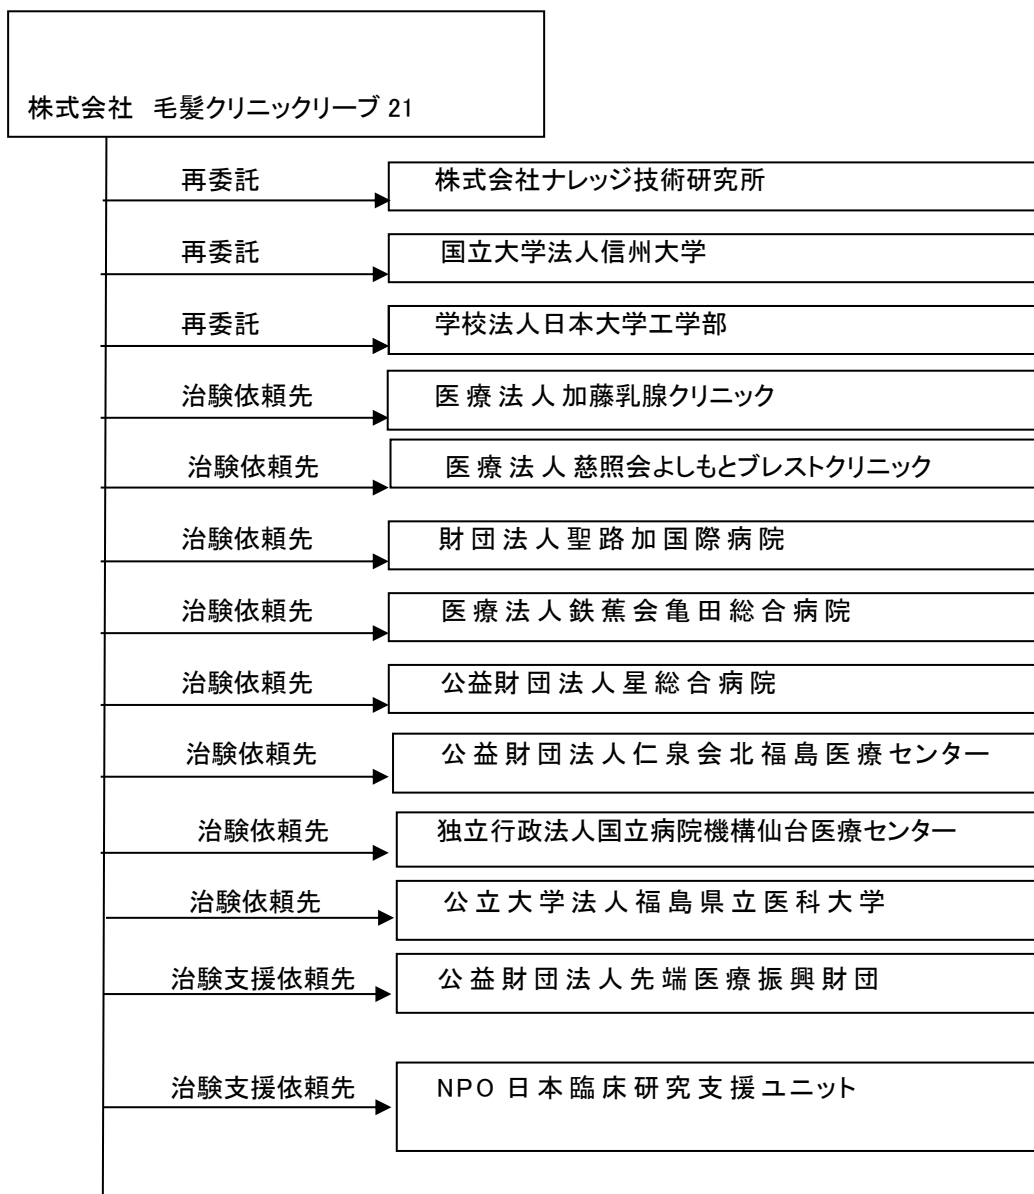 株式会社 毛髪クリニックリーブ 21
再委託
株式会社ナレッジ技術研究所
再委託
国立大学法人信州大学
再委託
学校法人日本大学工学部
治験依頼先
医療法人加藤乳腺クリニック
治験依頼先
医療法人慈照会よしもとブレストクリニック
治験依頼先
財団法人聖路加国際病院
治験依頼先
医療法人鉄蕉会亀田総合病院
治験依頼先
公益財団法人星総合病院
治験依頼先
公益財団法人仁泉会北福島医療センター
治験依頼先
独立行政法人国立病院機構仙台医療センター
治験依頼先
公立大学法人福島県立医科大学
治験支援依頼先
公益財団法人先端医療振興財団
治験支援依頼先
NPO 日本臨床研究支援ユニット